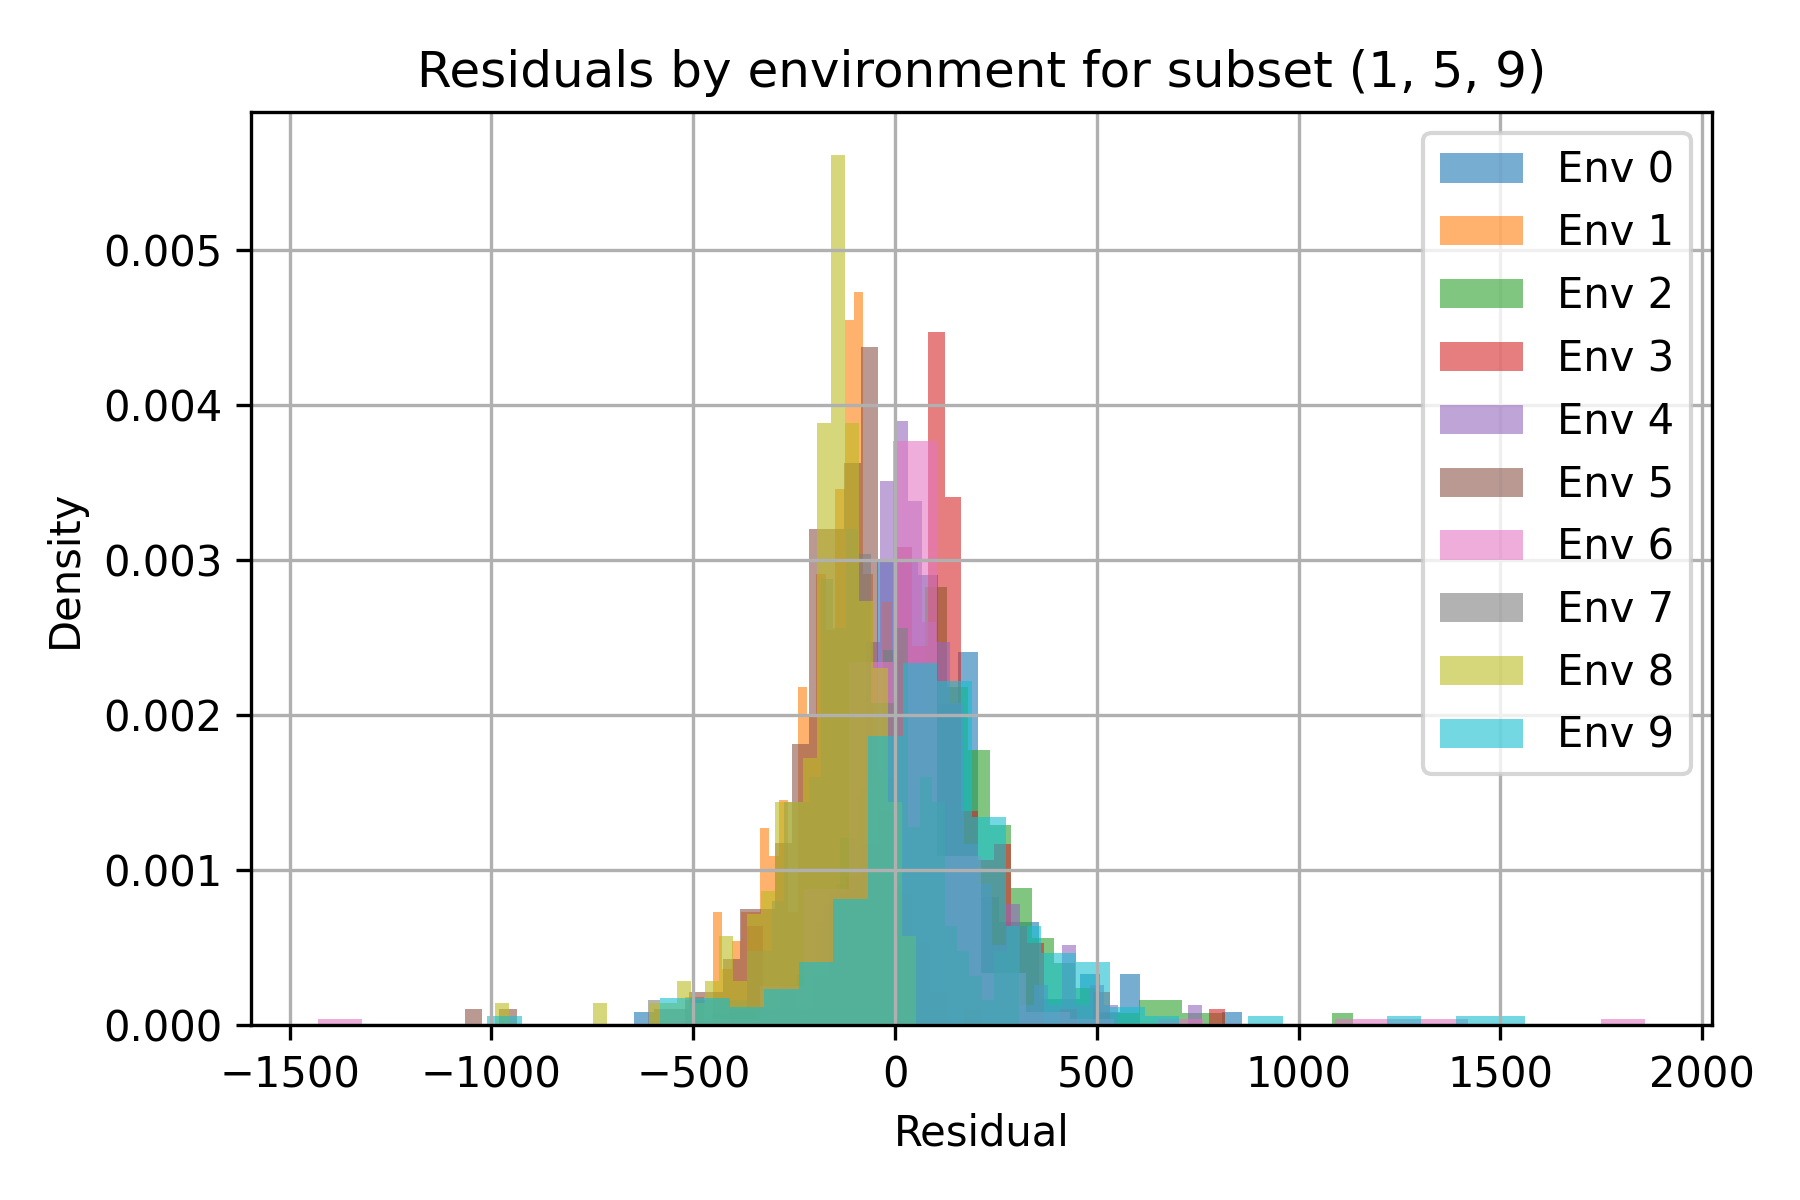 Residuals by environment for subset (1, 5, 9)
Env 0
Env 1
Env 2
Env 3
Env 4
Env 5
Env 6
Env 7
Env 8
Env 9
Density
0.005
0.004
0.003
0.002
0.001
0.000
−1500 −1000 −500 0 500 1000 1500 2000
Residual